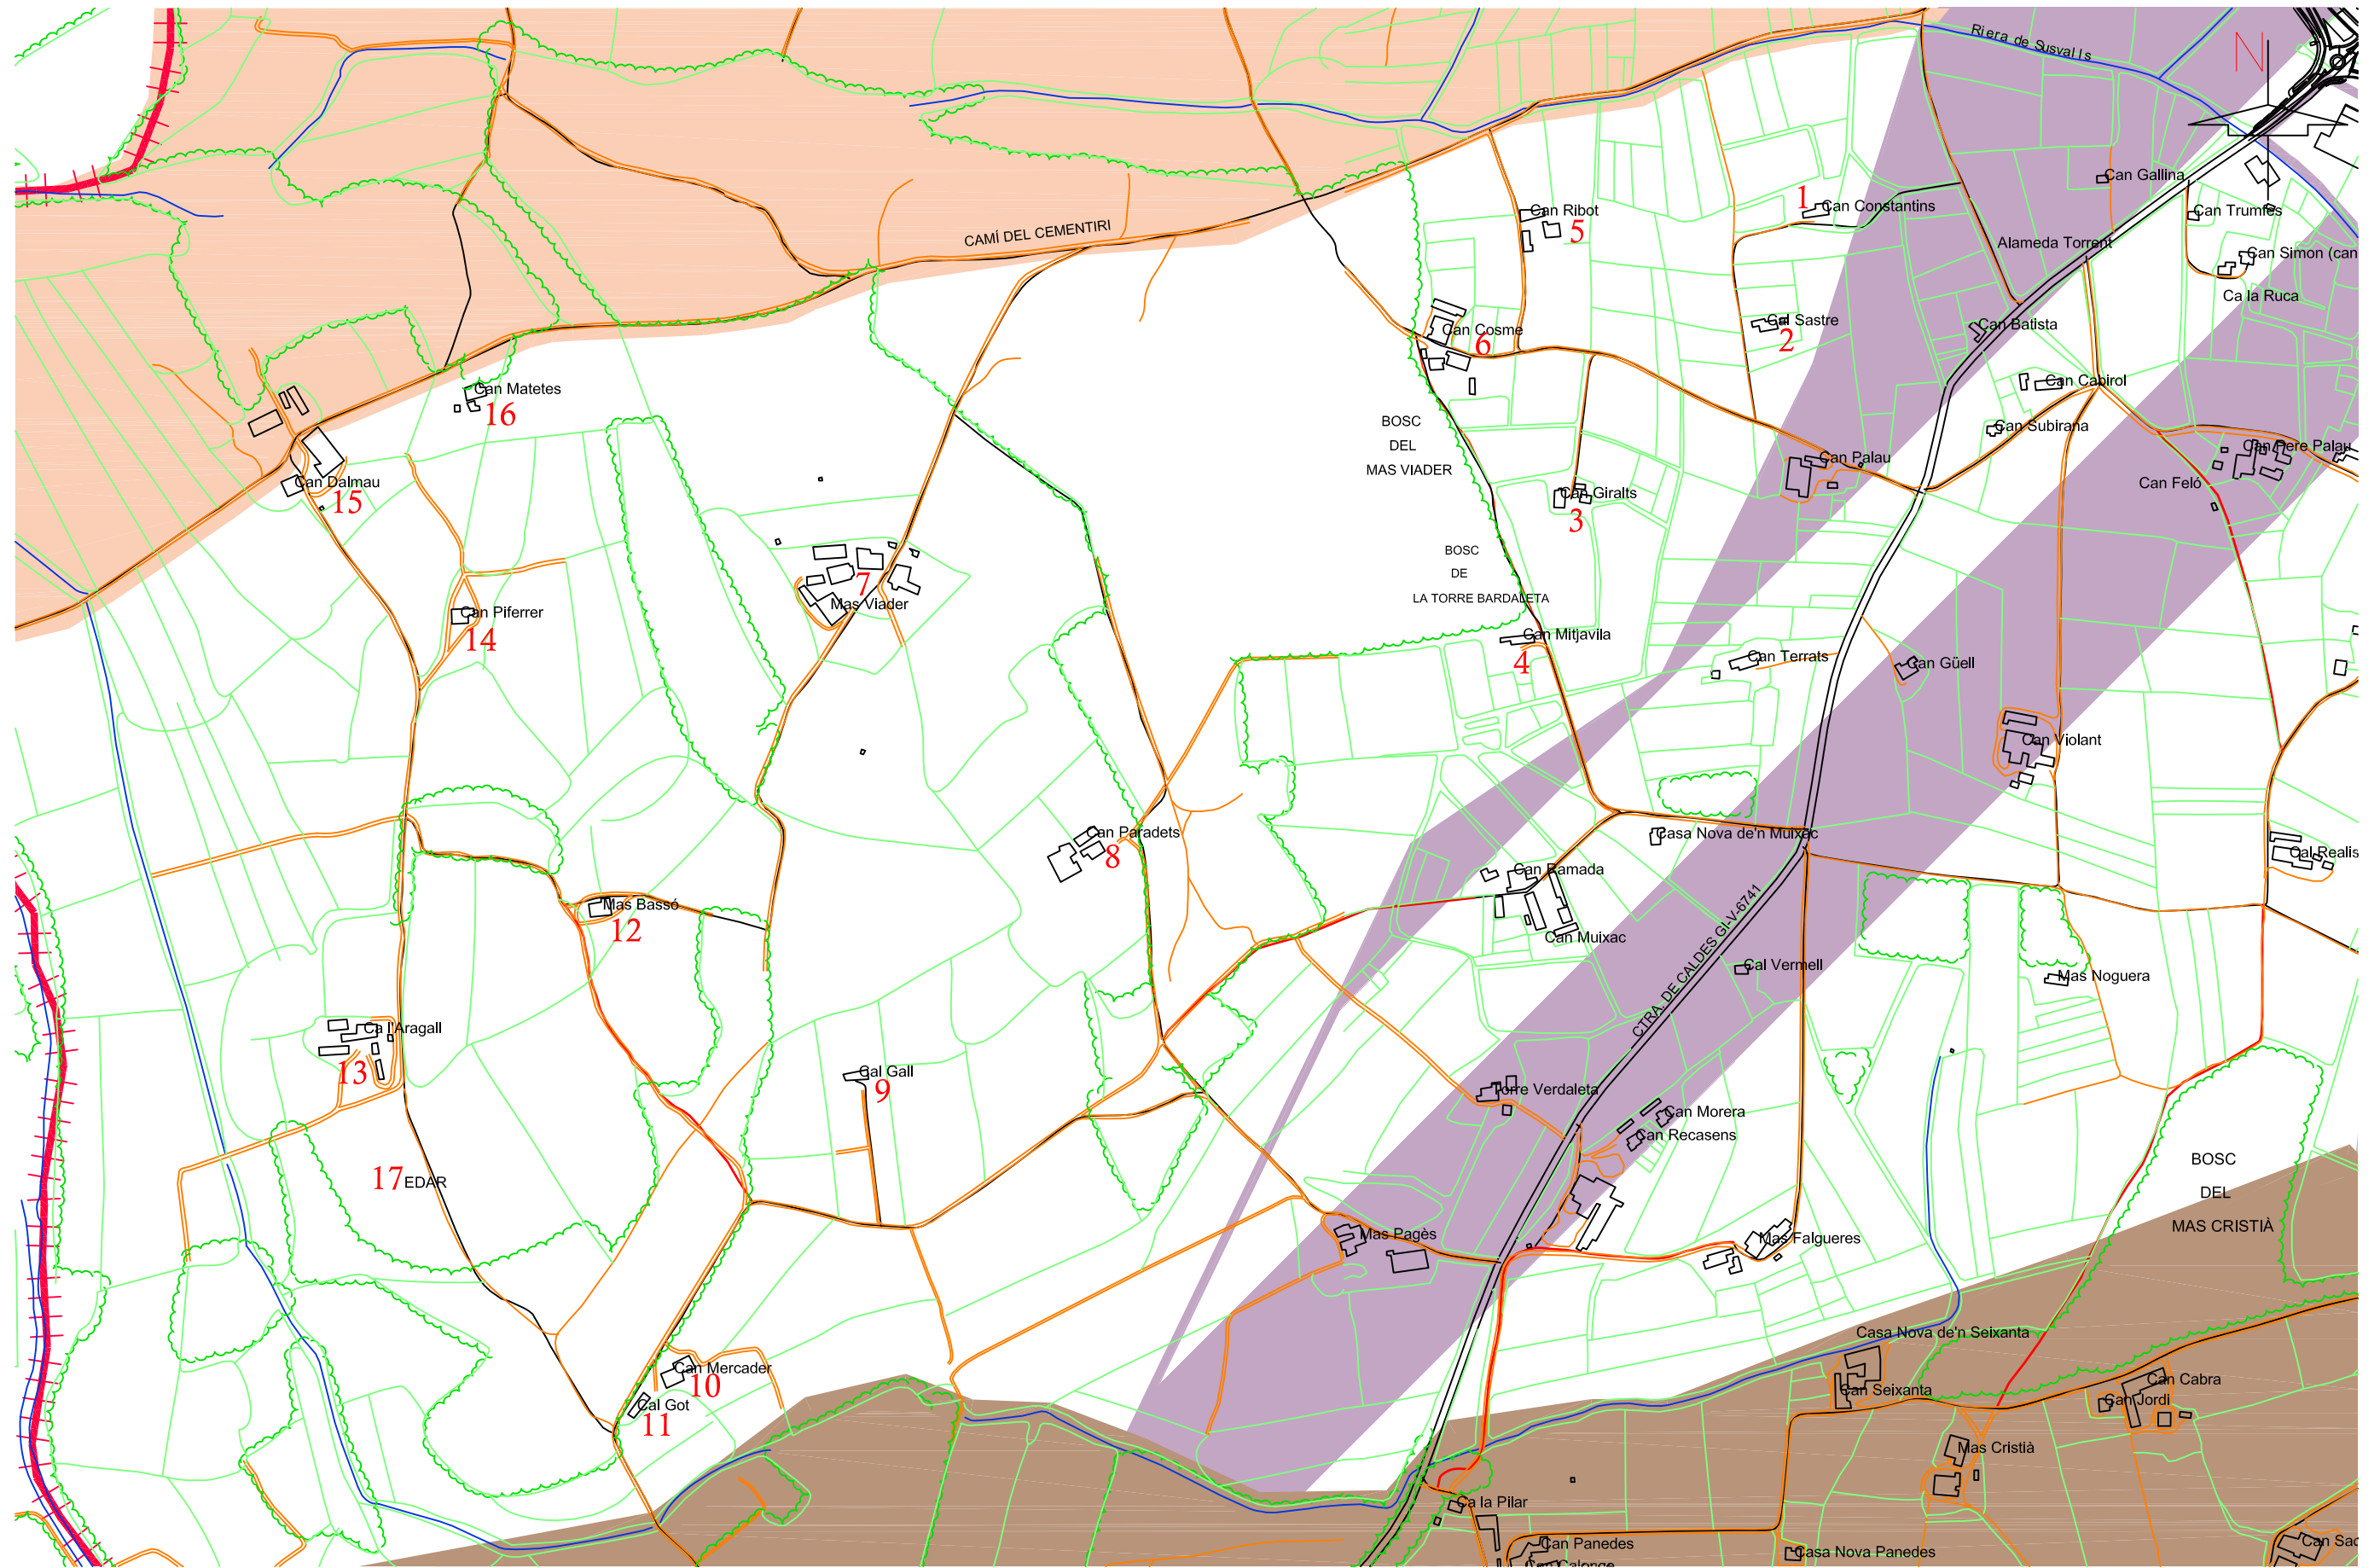 Riera de Susvalls
N
Can Gallina
1
Can Constantins
Can Ribot
5
Can Trumfes
CAMÍ DEL CEMENTIRI
Alameda Torrent
Can Simon (can
Ca la Ruca
Cal Sastre
2
Can Batista
Can Cosme
6
Can Matetes
16
Can Cabirol
BOSC
DEL
MAS VIADER
Can Subirana
Can Pere Palau
Can Palau
Can Dalmau
15
Can Feló
Can Giralts
3
BOSC
DE
LA TORRE BARDALETA
7
Mas Viader
Can Piferrer
14
Can Mitjavila
4
Can Terrats
Can Güell
Can Violant
Can Paradets
8
Casa Nova de'n Muixac
Cal Realis
Can Ramada
Mas Bassó
12
CTRA. DE CALDES GI-V-6741
Can Muixac
Cal Vermell
Mas Noguera
Ca l'Aragall
13
Cal Gall
9
Torre Verdaleta
Can Morera
Can Recasens
17 EDAR
BOSC
DEL
MAS CRISTIÀ
Mas Pagès
Mas Falgueres
Casa Nova de'n Seixanta
Can Mercader
10
Can Seixanta
Can Cabra
Can Jordi
Cal Got
11
Mas Cristià
Ca la Pilar
Can Panedes
Casa Nova Panedes
Can Sac
Can Calonge